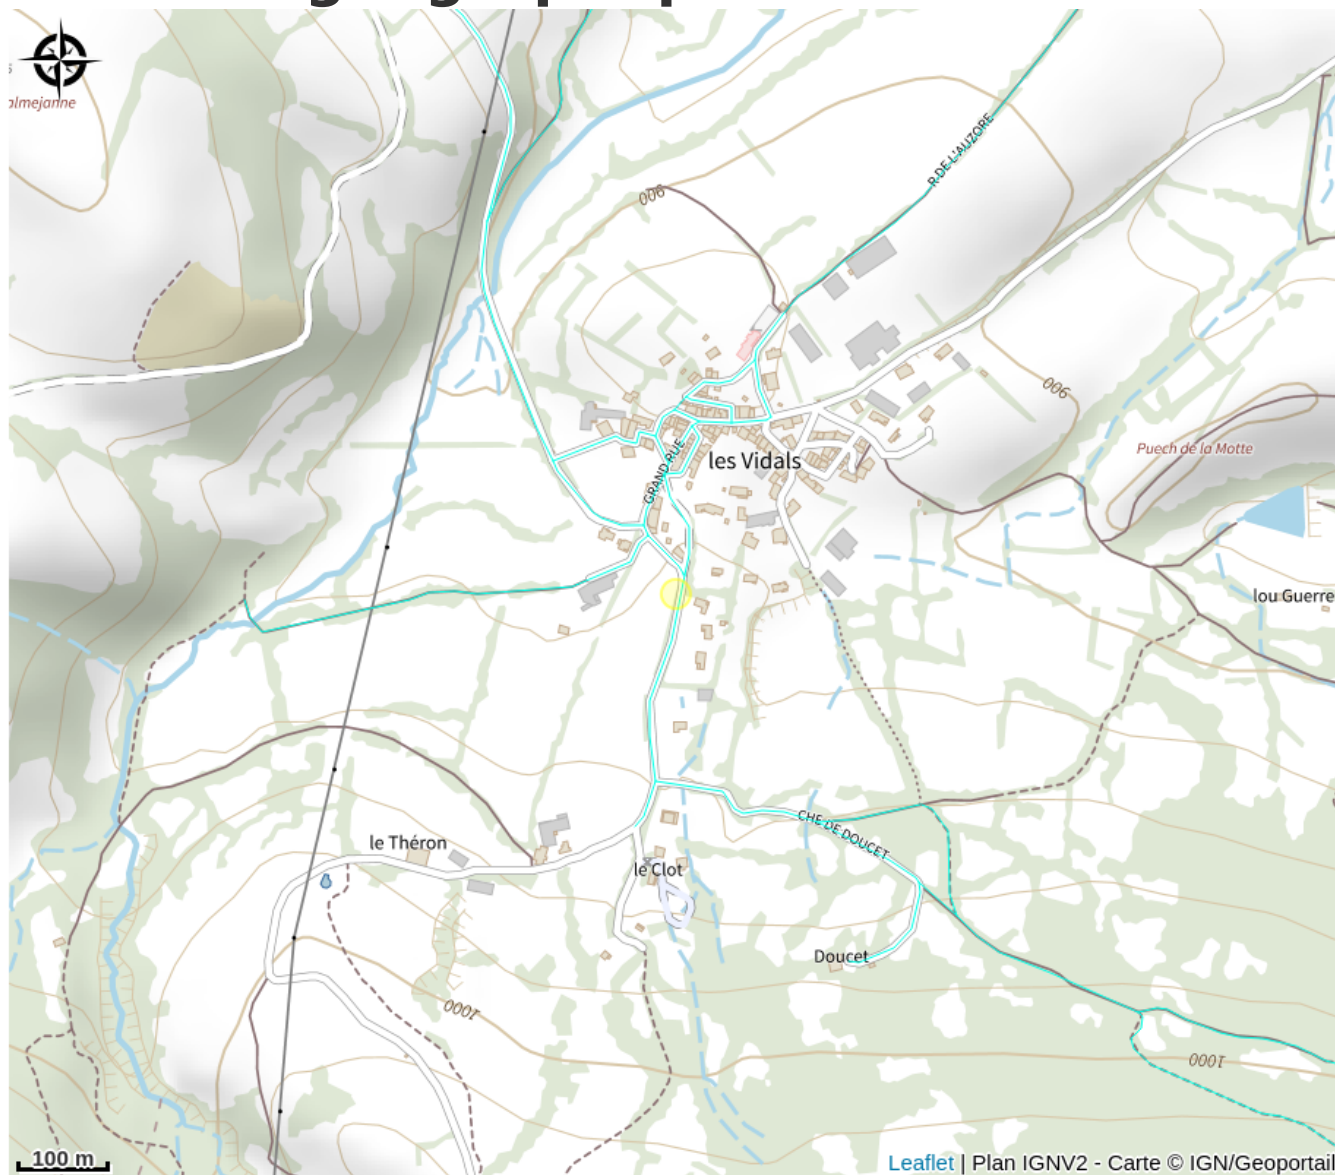 almejanne
R DE L'AUZORE
900
900
Puech de la Motte
GRAND RUE
les Vidals
lou Guerre
CHE DE DOUCET
le Théron
le Clot
Doucet
1000
1000
100 m
Leaflet | Plan IGNV2 - Carte © IGN/Geoportail